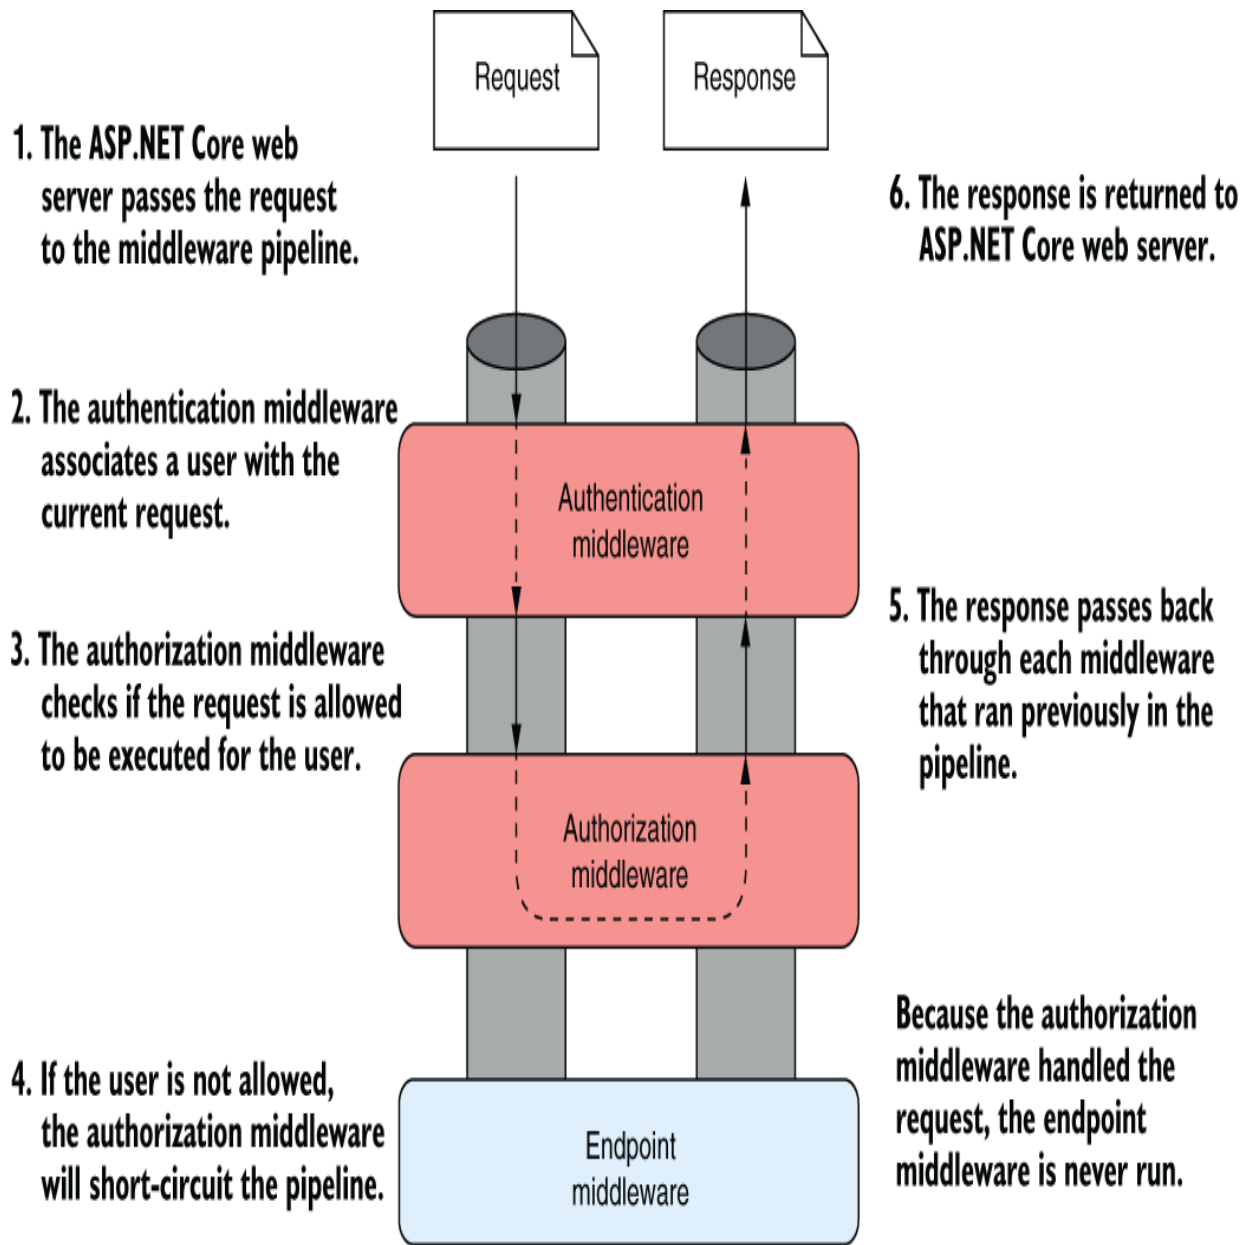 Request
Response
1. The ASP.NET Core web
server passes the request
to the middleware pipeline.
6. The response is returned to
ASP.NET Core web server.
2. The authentication middleware
associates a user with the
current request.
Authentication
middleware
3. The authorization middleware
checks if the request is allowed
to be executed for the user.
5. The response passes back
through each middleware
that ran previously in the
pipeline.
Authorization
middleware
4. If the user is not allowed,
the authorization middleware
will short-circuit the pipeline.
Because the authorization
middleware handled the
request, the endpoint
middleware is never run.
Endpoint
middleware